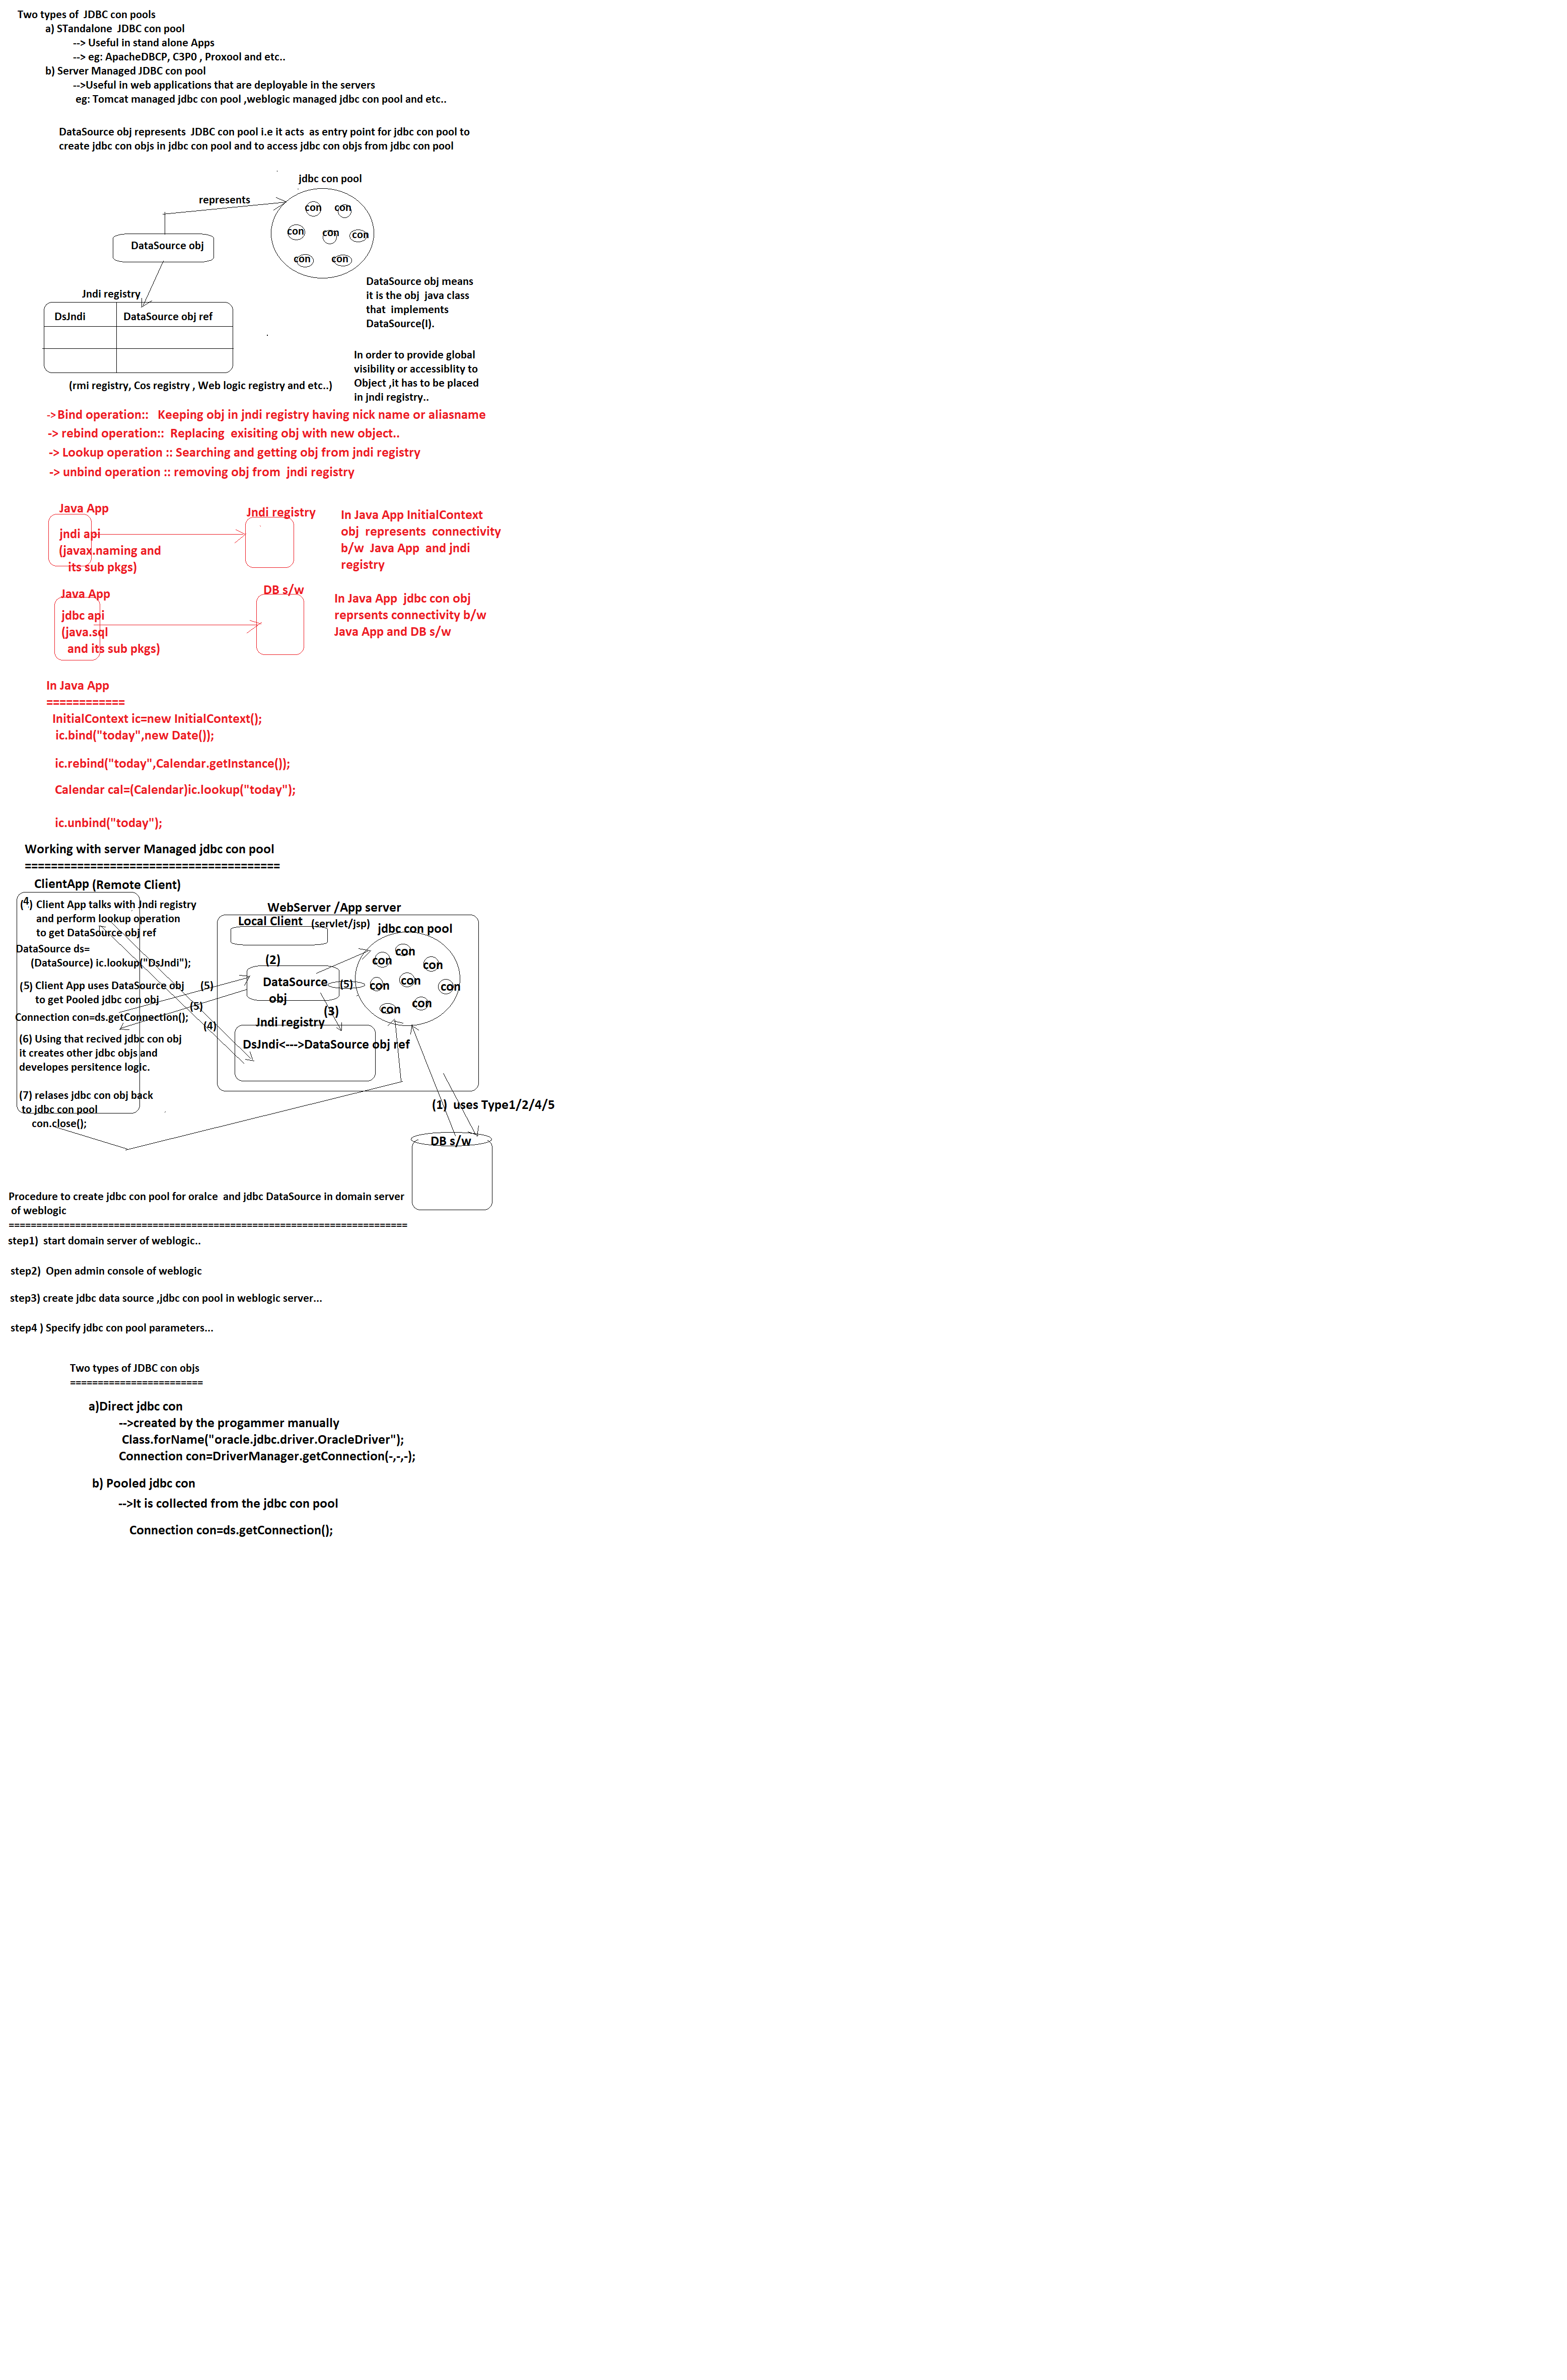 Two types of JDBC con pools
a) STandalone JDBC con pool
--> Useful in stand alone Apps
--> eg: ApacheDBCP, C3P0 , Proxool and etc..
b) Server Managed JDBC con pool
-->Useful in web applications that are deployable in the servers
eg: Tomcat managed jdbc con pool ,weblogic managed jdbc con pool and etc..
DataSource obj represents JDBC con pool i.e it acts as entry point for jdbc con pool to
create jdbc con objs in jdbc con pool and to access jdbc con objs from jdbc con pool
jdbc con pool
represents
con con
con con con
con con
DataSource obj
DataSource obj means
it is the obj java class
that implements
DataSource(I).
Jndi registry
DsJndi DataSource obj ref
In order to provide global
visibility or accessiblity to
Object ,it has to be placed
in jndi registry..
(rmi registry, Cos registry , Web logic registry and etc..)
->Bind operation:: Keeping obj in jndi registry having nick name or aliasname
-> rebind operation:: Replacing exisiting obj with new object..
-> Lookup operation :: Searching and getting obj from jndi registry
-> unbind operation :: removing obj from jndi registry
Java App
jndi api
(javax.naming and
its sub pkgs)
Jndi registry
In Java App InitialContext
obj represents connectivity
b/w Java App and jndi
registry
Java App
jdbc api
(java.sql
and its sub pkgs)
DB s/w
In Java App jdbc con obj
reprsents connectivity b/w
Java App and DB s/w
In Java App
============
InitialContext ic=new InitialContext();
ic.bind("today",new Date());
ic.rebind("today",Calendar.getInstance());
Calendar cal=(Calendar)ic.lookup("today");
ic.unbind("today");
Working with server Managed jdbc con pool
=======================================
ClientApp (Remote Client)
(4) Client App talks with Jndi registry
and perform lookup operation
to get DataSource obj ref
DataSource ds=
(DataSource) ic.lookup("DsJndi");
(5) Client App uses DataSource obj
to get Pooled jdbc con obj
Connection con=ds.getConnection();
(6) Using that recived jdbc con obj
it creates other jdbc objs and
developes persitence logic.
(7) relases jdbc con obj back
to jdbc con pool
con.close();
(5)
(5)
(4)
WebServer /App server
Local Client (servlet/jsp)
jdbc con pool
con con con
con con con
con con
(2)
DataSource
obj
(5)
(3)
Jndi registry
DsJndi<--->DataSource obj ref
(1) uses Type1/2/4/5
DB s/w
Procedure to create jdbc con pool for oralce and jdbc DataSource in domain server
of weblogic
========================================================================
step1) start domain server of weblogic..
step2) Open admin console of weblogic
step3) create jdbc data source ,jdbc con pool in weblogic server...
step4 ) Specify jdbc con pool parameters...
Two types of JDBC con objs
========================
a)Direct jdbc con
-->created by the progammer manually
Class.forName("oracle.jdbc.driver.OracleDriver");
Connection con=DriverManager.getConnection(-,-,-);
b) Pooled jdbc con
-->It is collected from the jdbc con pool
Connection con=ds.getConnection();